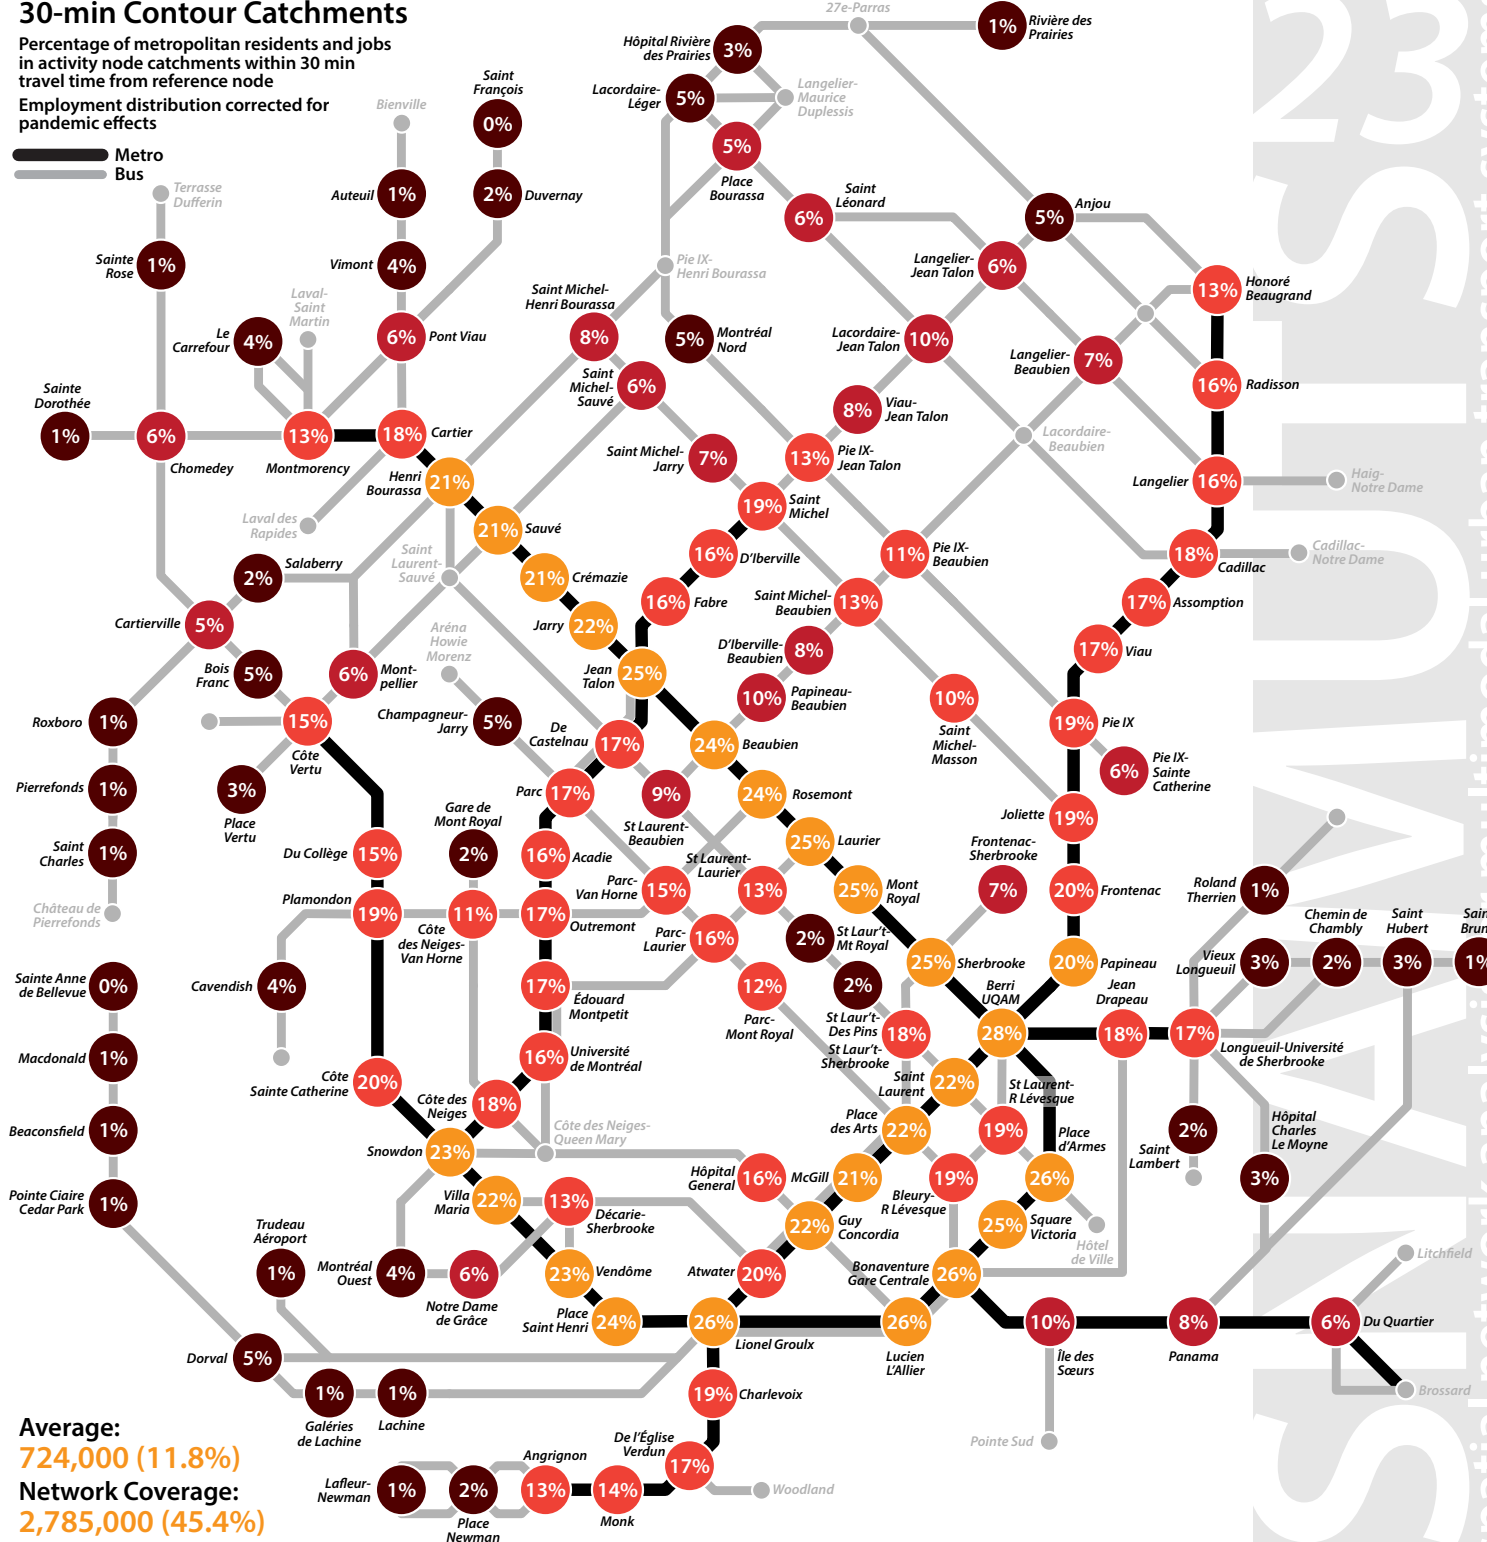 30-min Contour Catchments
Percentage of metropolitan residents and jobs
in activity node catchments within 30 min
travel time from reference node
Employment distribution corrected for
pandemic effects
Metro
Bus
23
27e-Parras
1%
Rivière des
Prairies
Hôpital Rivière
des Prairies
3%
Lacordaire-
Léger
5%
Langelier-
Maurice
Duplessis
5%
Place
Bourassa
Saint
François
0%
Bienville
Auteuil
1%
2%
Duvernay
Terrasse
Dufferin
Saint
Léonard
6%
5%
Anjou
Sainte
Rose
1%
Vimont
4%
Pie IX-
Henri Bourassa
Langelier-
Jean Talon
6%
13%
Honoré
Beaugrand
Laval-
Saint
Martin
Saint Michel-
Henri Bourassa
8%
Le
Carrefour
4%
6%
Pont Viau
5%
Montréal
Nord
Lacordaire-
Jean Talon
10%
Langelier-
Beaubien
7%
Saint
Michel-
Sauvé
6%
16%
Radisson
Sainte
Dorothée
1%
6%
Chomedey
13%
Montmorency
18%
Cartier
8%
Viau-
Jean Talon
Lacordaire-
Beaubien
Saint Michel-
Jarry
7%
13%
Pie IX-
Jean Talon
Henri
Bourassa
21%
Langelier
16%
Haig-
Notre Dame
19%
Saint
Michel
Laval des
Rapides
21%
Sauvé
Saint
Laurent-
Sauvé
16%
D'Iberville
11%
Pie IX-
Beaubien
18%
Cadillac
Cadillac-
Notre Dame
2%
Salaberry
21%
Crémazie
16%
Fabre
Saint Michel-
Beaubien
13%
17%
Assomption
Cartierville
5%
Jarry
22%
Aréna
Howie
Morenz
D'Iberville-
Beaubien
8%
17%
Viau
Bois
Franc
5%
6%
Mont-
pellier
Jean
Talon
25%
10%
Papineau-
Beaubien
10%
Saint
Michel-
Masson
Roxboro
1%
15%
Côte
Vertu
Champagneur-
Jarry
5%
De
Castelnau
17%
24%
Beaubien
19%
Pie IX
6%
Pie IX-
Sainte
Catherine
Pierrefonds
1%
3%
Place
Vertu
Parc
17%
9%
St Laurent-
Beaubien
24%
Rosemont
Joliette
19%
Gare de
Mont Royal
2%
Saint
Charles
1%
Du Collège
15%
16%
Acadie
25%
Laurier
Frontenac-
Sherbrooke
7%
Parc-
Van Horne
15%
St Laurent-
Laurier
13%
25%
Mont
Royal
20%
Frontenac
Roland
Therrien
1%
Château de
Pierrefonds
Plamondon
19%
11%
Côte
des Neiges-
Van Horne
17%
Outremont
Parc-
Laurier
16%
2%
St Laur't-
Mt Royal
25%
Sherbrooke
20%
Papineau
Vieux
Longueuil
3%
Chemin de
Chambly
2%
Saint
Hubert
3%
1%
Sainte Anne
de Bellevue
0%
Cavendish
4%
17%
Édouard
Montpetit
12%
Parc-
Mont Royal
2%
St Laur't-
Des Pins
Berri
UQAM
28%
Jean
Drapeau
18%
17%
Longueuil-Université
de Sherbrooke
18%
St Laur't-
Sherbrooke
Macdonald
1%
16%
Université
de Montréal
Côte
Sainte Catherine
20%
Saint
Laurent
22%
St Laurent-
R Lévesque
19%
Côte des
Neiges
18%
Beaconsfield
1%
Côte des Neiges-
Queen Mary
Place
des Arts
22%
Place
d'Armes
26%
Saint
Lambert
2%
Hôpital
Charles
Le Moyne
3%
Snowdon
23%
Hôpital
Général
16%
McGill
21%
Bleury-
R Lévesque
19%
Pointe Ciaire
Cedar Park
1%
Villa
Maria
22%
13%
Décarie-
Sherbrooke
22%
Guy
Concordia
25%
Square
Victoria
Hôtel
de Ville
Trudeau
Aéroport
1%
Montréal
Ouest
4%
6%
Notre Dame
de Grâce
23%
Vendôme
Atwater
20%
Bonaventure
Gare Centrale
26%
Litchfield
Place
Saint Henri
24%
26%
Lionel Groulx
26%
Lucien
L'Allier
10%
Île des
Sœurs
8%
Panama
6%
Du Quartier
Dorval
5%
1%
Galéries
de Lachine
1%
Lachine
19%
Charlevoix
Brossard
Pointe Sud
Average:
724,000 (11.8%)
Network Coverage:
2,785,000 (45.4%)
Lafleur-
Newman
1%
2%
Place
Newman
Angrignon
13%
14%
Monk
De l'Église
Verdun
17%
Woodland